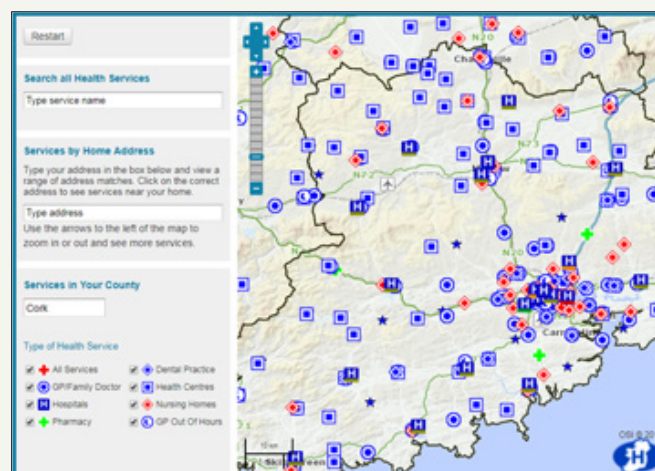 Restart
Search all Health Services
Type service name
Services by Home Address
Type your address in the box below and view a
range of address matches. Click on the correct
address to see services near your home.
Type address
Use the arrows to the left of the map to
zoom in or out and see more services.
Services in Your County
Cork
Type of Health Service
All Services
Dental Practice
GP/Family Doctor
Health Centres
Hospitals
Nursing Homes
Pharmacy
GP Out Of Hours
N20
N73
N72
N20
10 km